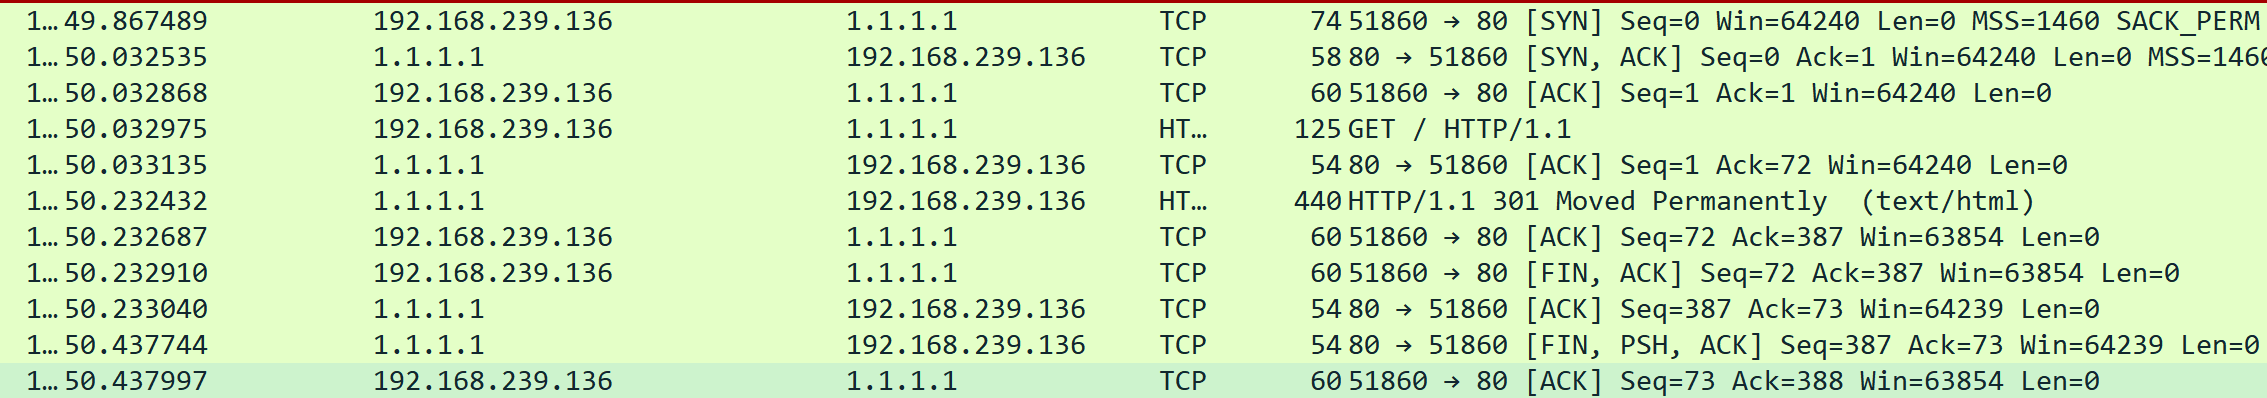 1… 49.867489 192.168.239.136 1.1.1.1 TCP 74 51860 → 80 [SYN] Seq=0 Win=64240 Len=0 MSS=1460 SACK_PERM
1… 50.032535 1.1.1.1 192.168.239.136 TCP 58 80 → 51860 [SYN, ACK] Seq=0 Ack=1 Win=64240 Len=0 MSS=1460
1… 50.032868 192.168.239.136 1.1.1.1 TCP 60 51860 → 80 [ACK] Seq=1 Ack=1 Win=64240 Len=0
1… 50.032975 192.168.239.136 1.1.1.1 HT… 125 GET / HTTP/1.1
1… 50.033135 1.1.1.1 192.168.239.136 TCP 54 80 → 51860 [ACK] Seq=1 Ack=72 Win=64240 Len=0
1… 50.232432 1.1.1.1 192.168.239.136 HT… 440 HTTP/1.1 301 Moved Permanently (text/html)
1… 50.232687 192.168.239.136 1.1.1.1 TCP 60 51860 → 80 [ACK] Seq=72 Ack=387 Win=63854 Len=0
1… 50.232910 192.168.239.136 1.1.1.1 TCP 60 51860 → 80 [FIN, ACK] Seq=72 Ack=387 Win=63854 Len=0
1… 50.233040 1.1.1.1 192.168.239.136 TCP 54 80 → 51860 [ACK] Seq=387 Ack=73 Win=64239 Len=0
1… 50.437744 1.1.1.1 192.168.239.136 TCP 54 80 → 51860 [FIN, PSH, ACK] Seq=387 Ack=73 Win=64239 Len=0
1… 50.437997 192.168.239.136 1.1.1.1 TCP 60 51860 → 80 [ACK] Seq=73 Ack=388 Win=63854 Len=0